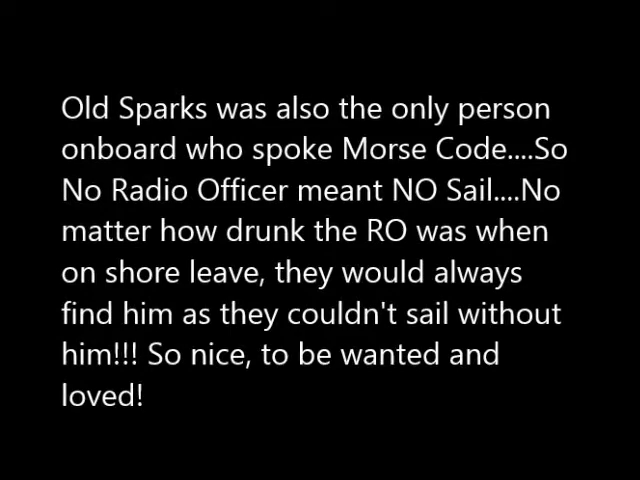 Old Sparks was also the only person
onboard who spoke Morse Code....So
No Radio Officer meant NO Sail....No
matter how drunk the RO was when
on shore leave, they would always
find him as they couldn't sail without
him!!! So nice, to be wanted and
loved!